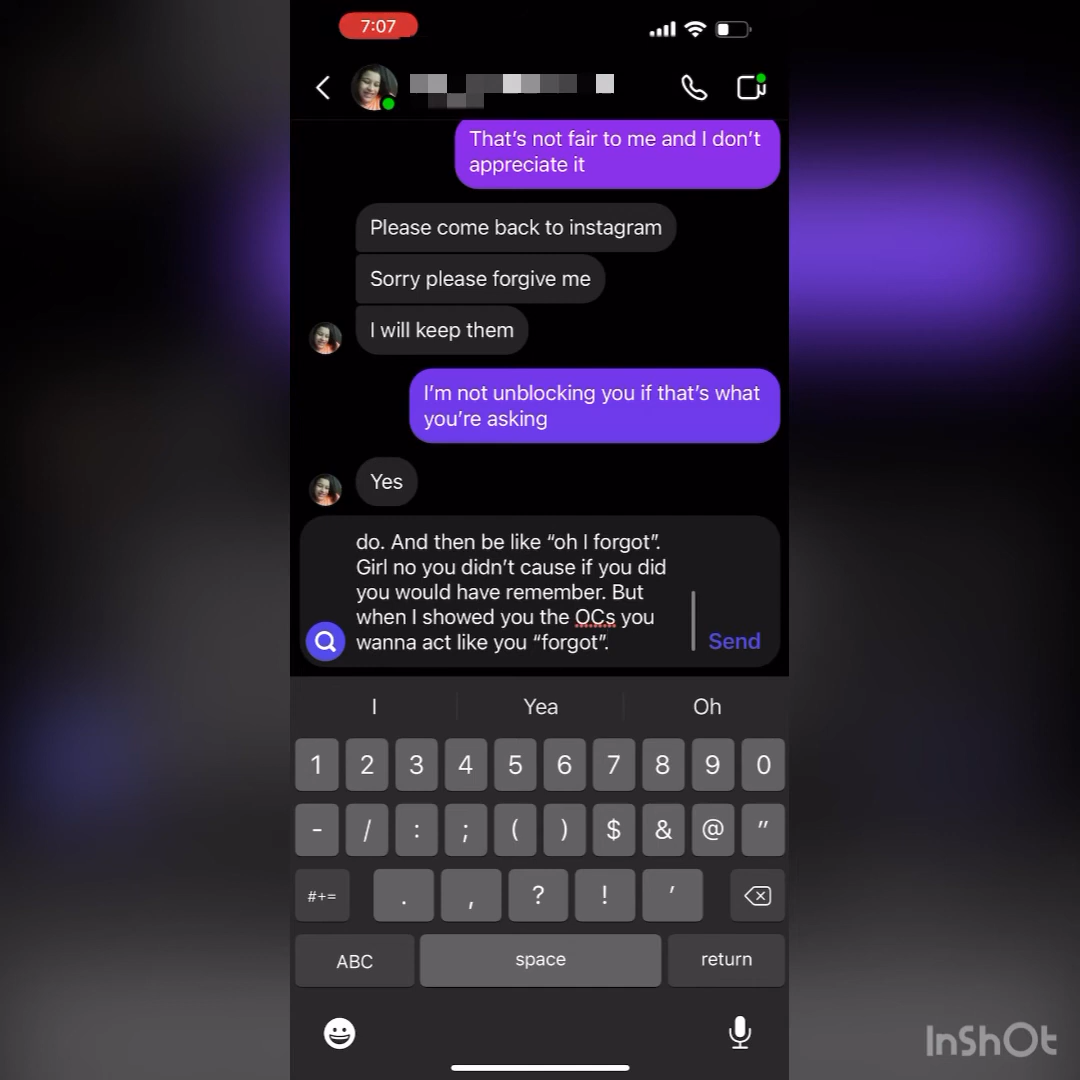 7:07
That's not fair to me and I don't
appreciate it
Please come back to instagram
Sorry please forgive me
I will keep them
I'm not unblocking you if that's what
you're asking
Yes
do. And then be like “oh I forgot”.
Girl no you didn't cause if you did
you would have remember. But
when I showed you the OCs you
wanna act like you “forgot”.
Send
I Yea Oh
1 2 3 4 5 6 7 8 9 0
- / : ; ( ) $ & @ "
#+= . , ? ! '
ABC space return
InShOt